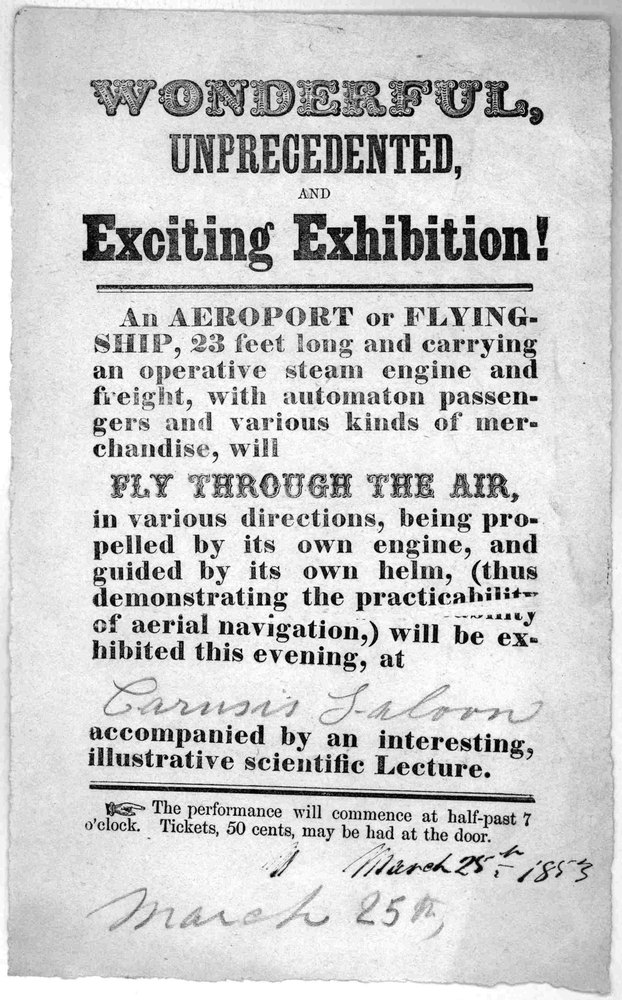 WONDERFUL,
UNPRECEDENTED,
AND
Exciting Exhibition!
An AEROPORT or FLYING-
SHIP, 23 feet long and carrying
an operative steam engine and
freight, with automaton passen-
gers and various kinds of mer-
chandise, will
FLY THROUGH THE AIR,
in various directions, being pro-
pelled by its own engine, and
guided by its own helm, (thus
demonstrating the practicability
of aerial navigation,) will be ex-
hibited this evening, at
Carusis Saloon
accompanied by an interesting,
illustrative scientific Lecture.
☞ The performance will commence at half-past 7
o'clock. Tickets, 50 cents, may be had at the door.
March 25th 1853
March 25th,